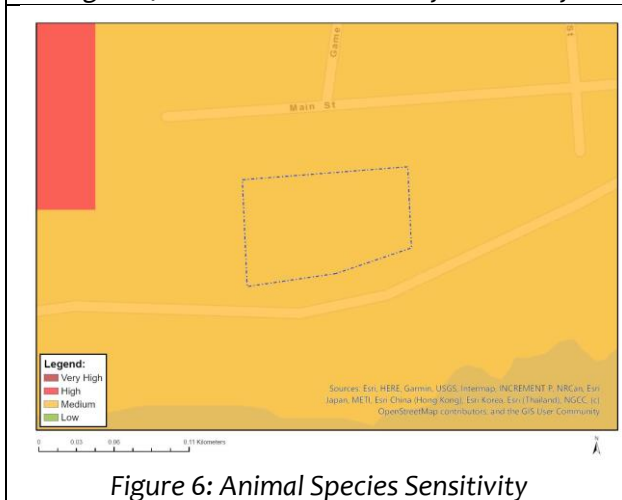 Game
St
Main St
Legend:
Very High
High
Medium
Low
Sources: Esri, HERE, Garmin, USGS, Intermap, INCREMENT P, NRCan, Esri
Japan, METI, Esri China (Hong Kong), Esri Korea, Esri (Thailand), NGCC, (c)
OpenStreetMap contributors, and the GIS User Community
0 0.03 0.06 0.11 Kilometers
N
Figure 6: Animal Species Sensitivity